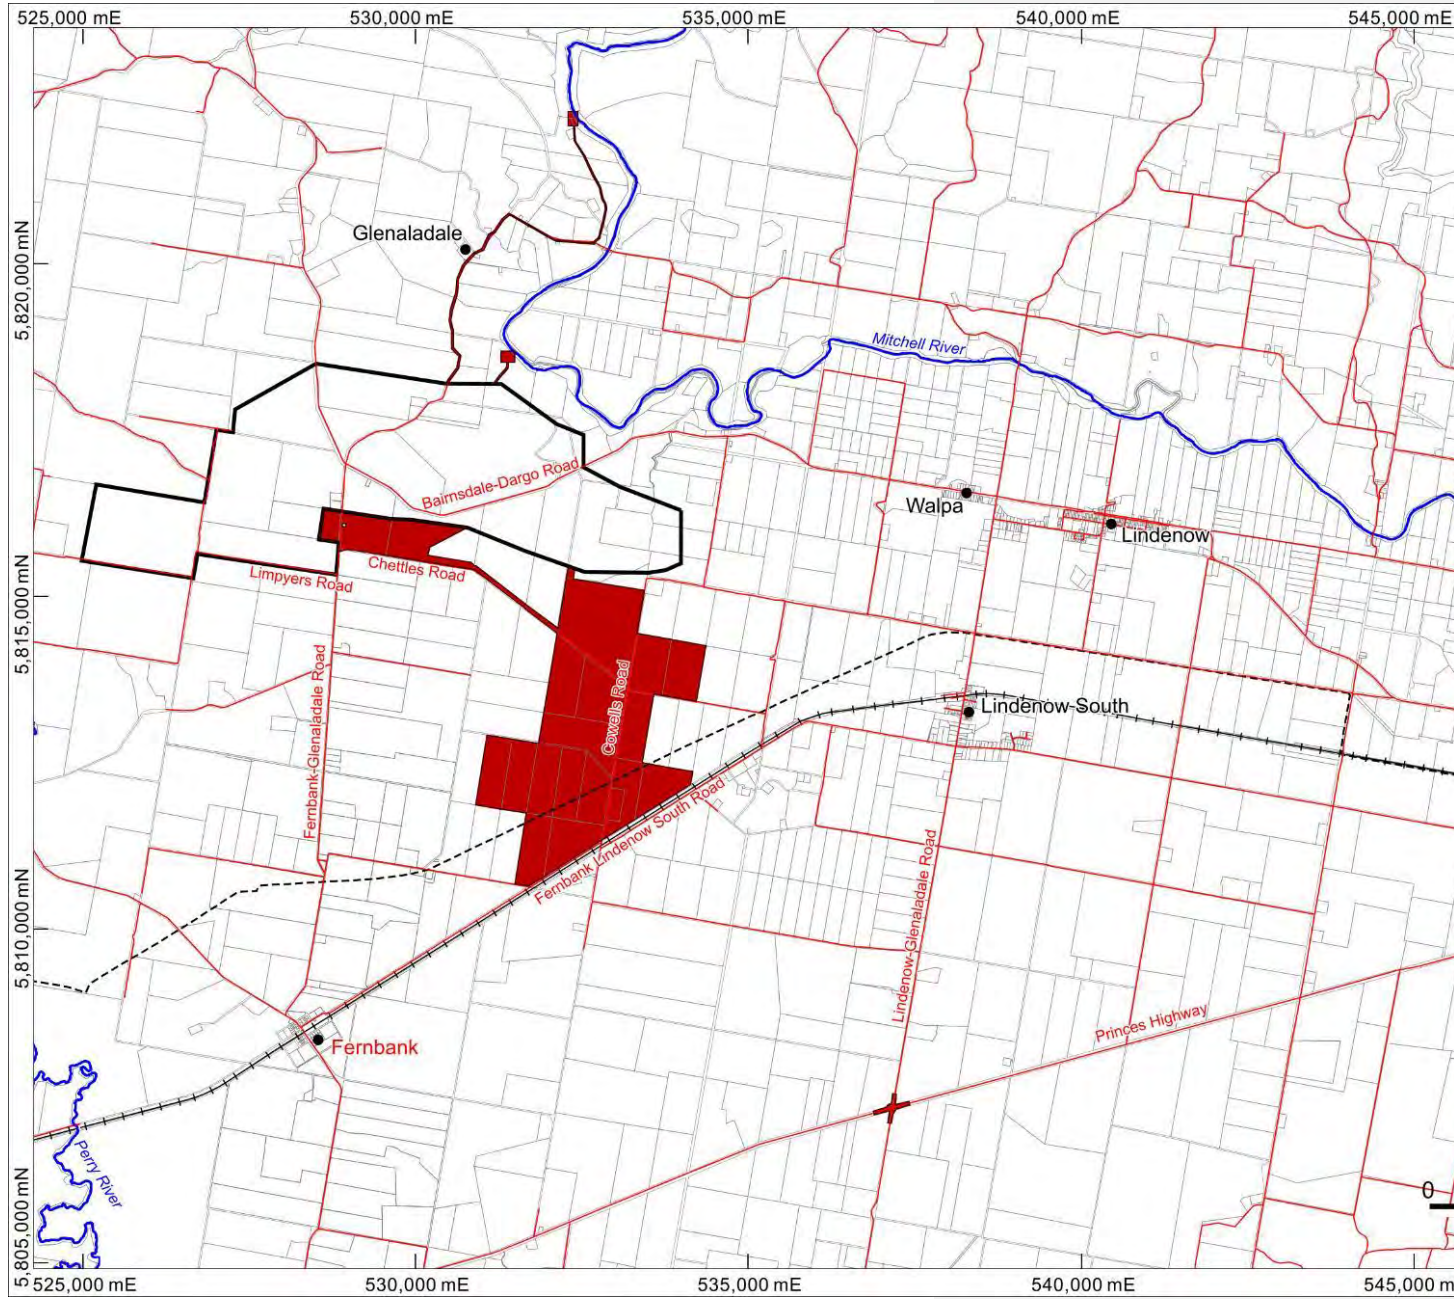 525,000 mE
530,000 mE
535,000 mE
540,000 mE
545,000 m
5,820,000 mN
5,815,000 mN
5,810,000 mN
5,805,000 mN
Glenaladale
Mitchell River
Bairnsdale-Dargo Road
Walpa
Lindenow
Chettles Road
Limpyers Road
Fernbank-Glenaladale Road
Cowells Road
Lindenow-South
Fernbank Lindenow South Road
Lindenow-Glenaladale Road
Princes Highway
Fernbank
Perry River
0
525,000 mE
530,000 mE
535,000 mE
540,000 mE
545,000 m